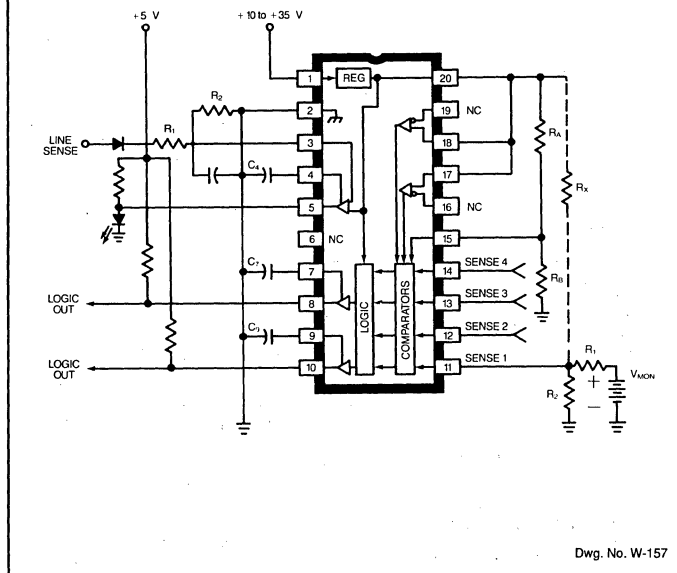 +5 V
+10 to +35 V
1
REG
20
R2
2
19
NC
LINE
SENSE
R1
3
18
RA
C4
4
17
RX
5
16
NC
6
NC
15
C7
7
14
SENSE 4
RB
LOGIC
OUT
8
LOGIC
COMPARATORS
13
SENSE 3
C9
9
12
SENSE 2
LOGIC
OUT
10
11
SENSE 1
R1
R2
+
−
VMON
Dwg. No. W-157